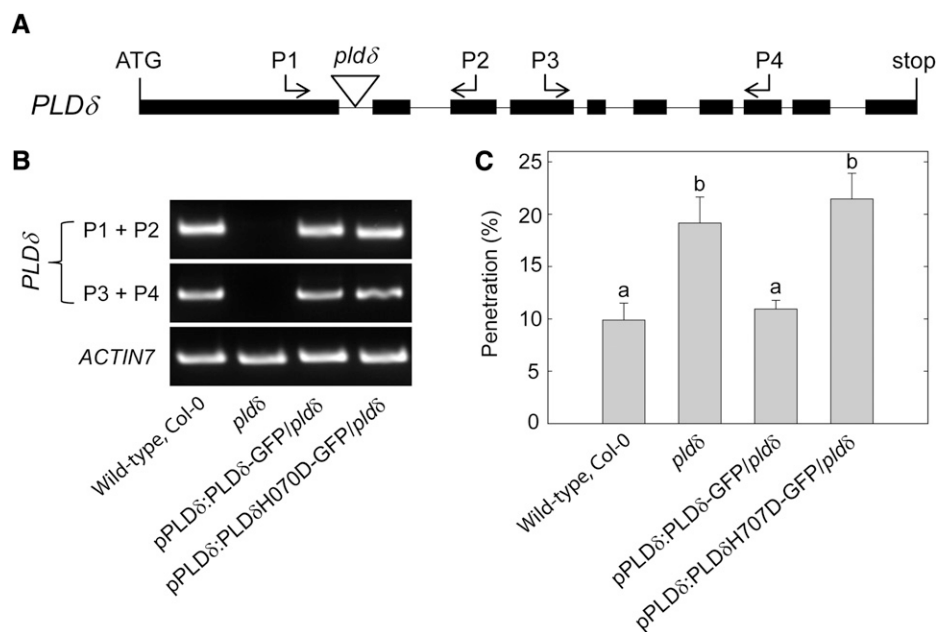 A
ATG
P1
pldδ
P2
P3
P4
stop
PLDδ
B
PLDδ
P1 + P2
P3 + P4
ACTIN7
Wild-type, Col-0
pldδ
pPLDδ:PLDδ-GFP/pldδ
pPLDδ:PLDδH070D-GFP/pldδ
C
Penetration (%)
25
20
15
10
5
0
a
b
a
b
Wild-type, Col-0
pldδ
pPLDδ:PLDδ-GFP/pldδ
pPLDδ:PLDδH707D-GFP/pldδ